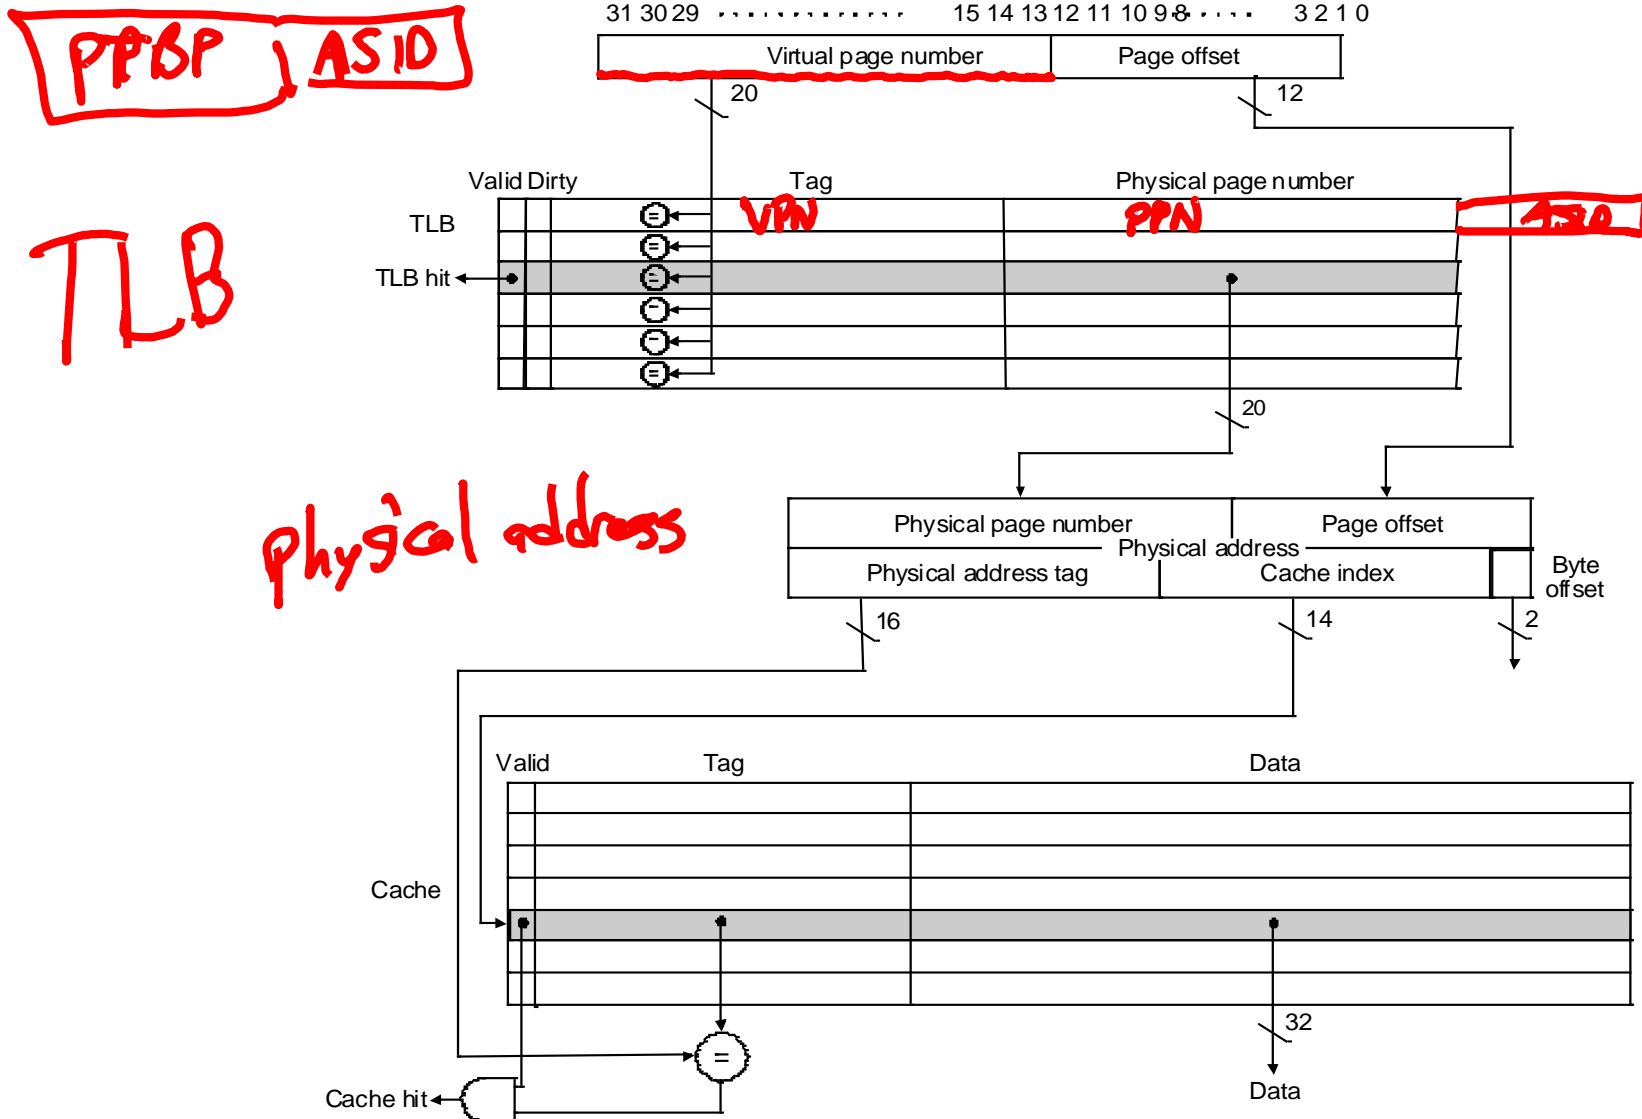 31 30 29 ................... 15 14 13 12 11 10 9 8 ...... 3 2 1 0
PPBP ASID
Virtual page number Page offset
20 12
Valid Dirty Tag Physical page number
TLB = VPN PPN ASID
=
TLB hit =
=
=
=
TLB
20
physical address
Physical page number Page offset
Physical address
Physical address tag Cache index Byte offset
16 14 2
Valid Tag Data
Cache
32
=
Cache hit Data